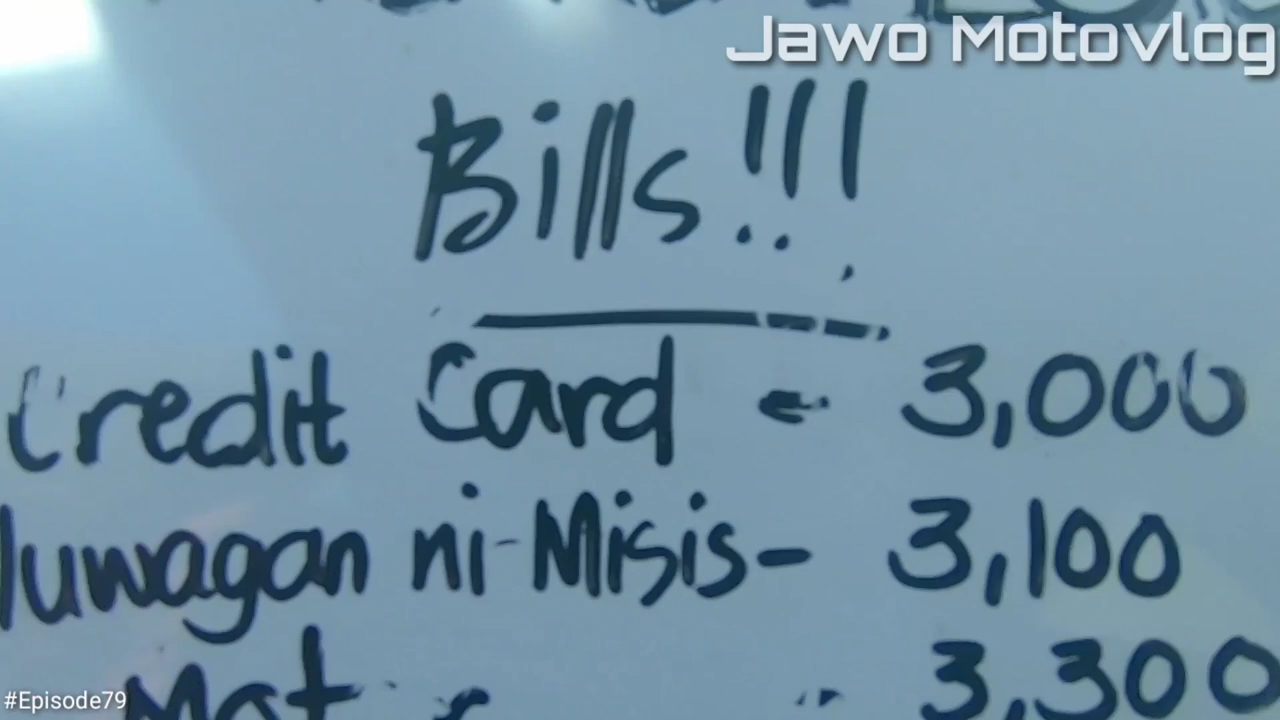 Jawo Motovlog
Bills!!!
Credit Card - 3,000
luwagan ni Misis - 3,100
3,300
#Episode79